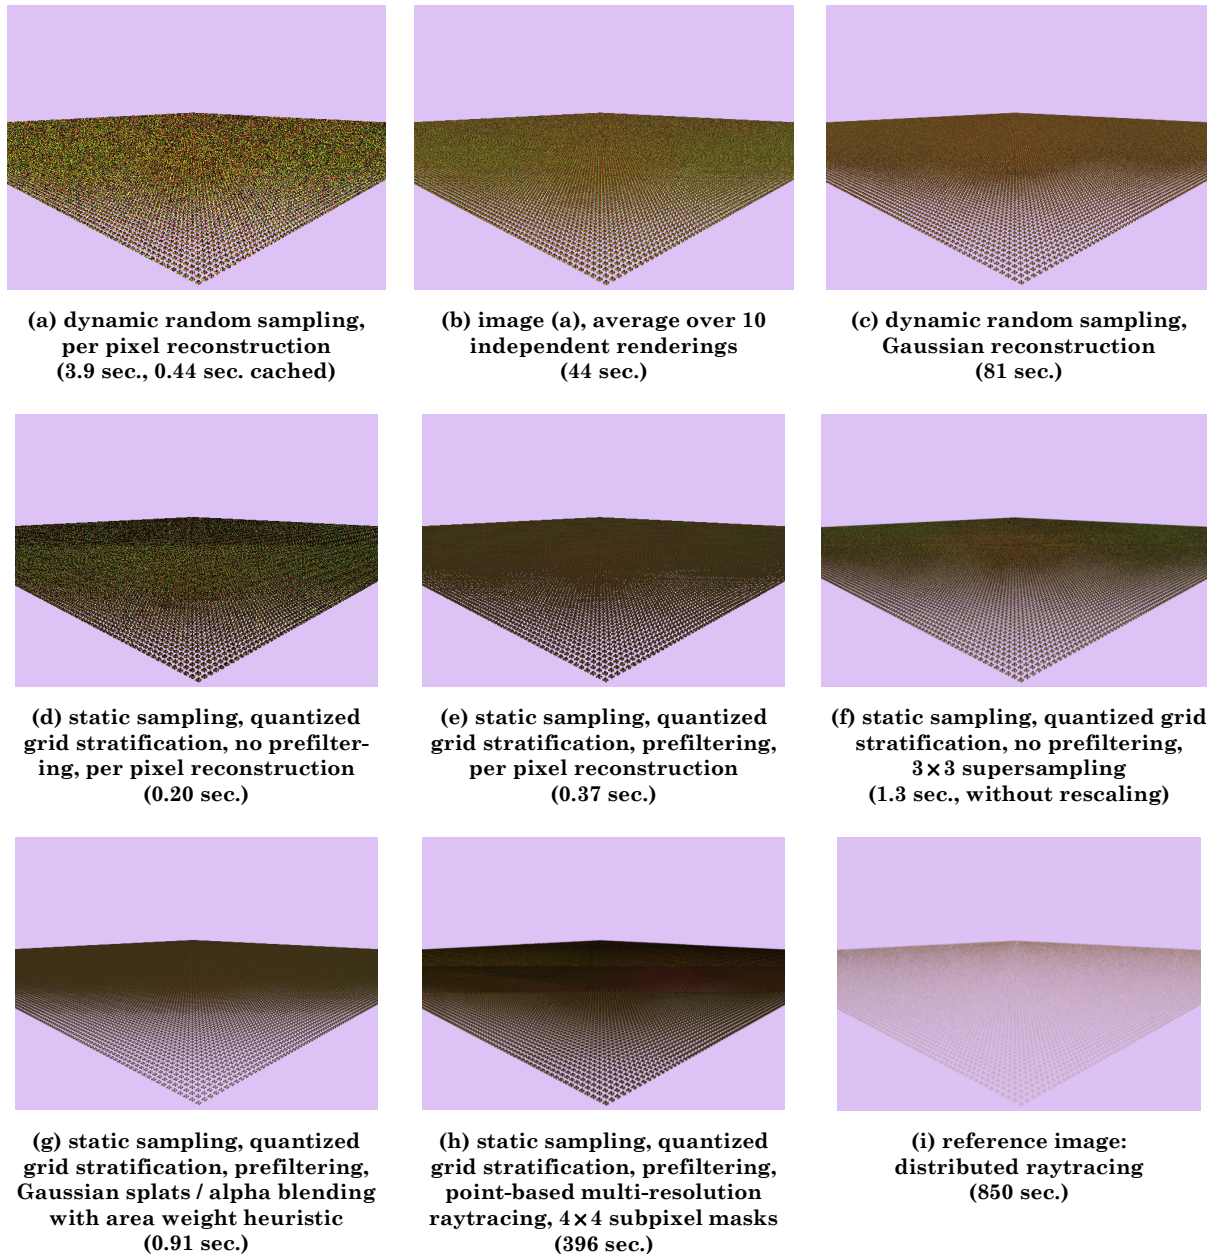 (a) dynamic random sampling,
per pixel reconstruction
(3.9 sec., 0.44 sec. cached)
(b) image (a), average over 10
independent renderings
(44 sec.)
(c) dynamic random sampling,
Gaussian reconstruction
(81 sec.)
(d) static sampling, quantized
grid stratification, no prefilter-
ing, per pixel reconstruction
(0.20 sec.)
(e) static sampling, quantized
grid stratification, prefiltering,
per pixel reconstruction
(0.37 sec.)
(f) static sampling, quantized grid
stratification, no prefiltering,
3×3 supersampling
(1.3 sec., without rescaling)
(g) static sampling, quantized
grid stratification, prefiltering,
Gaussian splats / alpha blending
with area weight heuristic
(0.91 sec.)
(h) static sampling, quantized
grid stratification, prefiltering,
point-based multi-resolution
raytracing, 4×4 subpixel masks
(396 sec.)
(i) reference image:
distributed raytracing
(850 sec.)